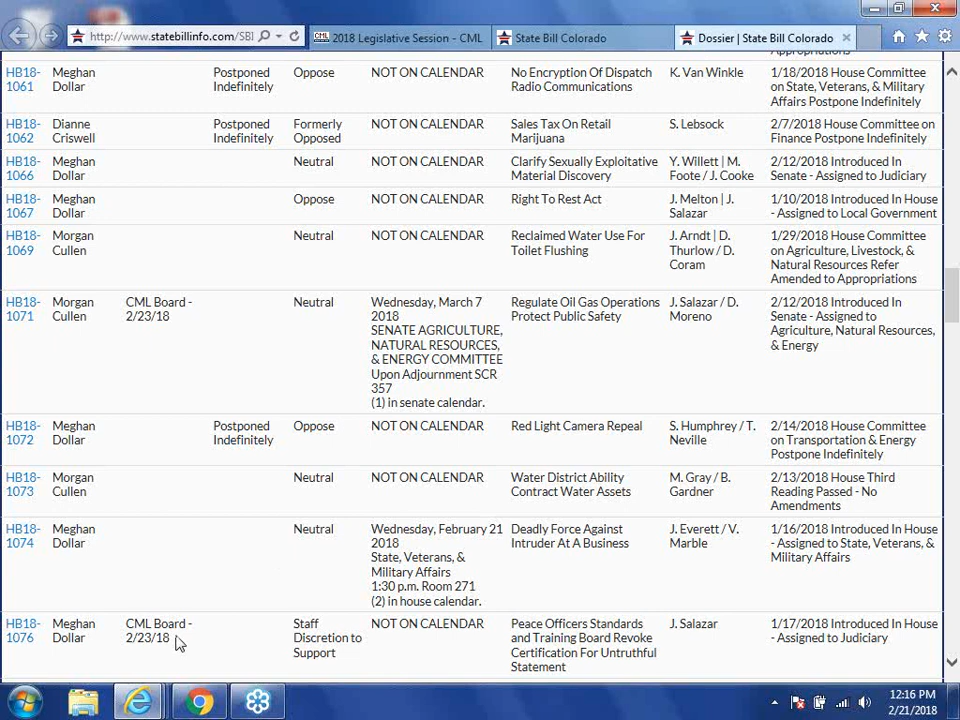 http://www.statebillinfo.com/SBI
2018 Legislative Session - CML
State Bill Colorado
Dossier | State Bill Colorado
HB18-1061 Meghan Dollar Postponed Indefinitely Oppose NOT ON CALENDAR No Encryption Of Dispatch Radio Communications K. Van Winkle 1/18/2018 House Committee on State, Veterans, & Military Affairs Postpone Indefinitely
HB18-1062 Dianne Criswell Postponed Indefinitely Formerly Opposed NOT ON CALENDAR Sales Tax On Retail Marijuana S. Lebsock 2/7/2018 House Committee on Finance Postpone Indefinitely
HB18-1066 Meghan Dollar Neutral NOT ON CALENDAR Clarify Sexually Exploitative Material Discovery Y. Willett | M. Foote / J. Cooke 2/12/2018 Introduced In Senate - Assigned to Judiciary
HB18-1067 Meghan Dollar Oppose NOT ON CALENDAR Right To Rest Act J. Melton | J. Salazar 1/10/2018 Introduced In House - Assigned to Local Government
HB18-1069 Morgan Cullen Neutral NOT ON CALENDAR Reclaimed Water Use For Toilet Flushing J. Arndt | D. Thurlow / D. Coram 1/29/2018 House Committee on Agriculture, Livestock, & Natural Resources Refer Amended to Appropriations
HB18-1071 Morgan Cullen CML Board - 2/23/18 Neutral Wednesday, March 7 2018 SENATE AGRICULTURE, NATURAL RESOURCES, & ENERGY COMMITTEE Upon Adjournment SCR 357 (1) in senate calendar. Regulate Oil Gas Operations Protect Public Safety J. Salazar / D. Moreno 2/12/2018 Introduced In Senate - Assigned to Agriculture, Natural Resources, & Energy
HB18-1072 Meghan Dollar Postponed Indefinitely Oppose NOT ON CALENDAR Red Light Camera Repeal S. Humphrey / T. Neville 2/14/2018 House Committee on Transportation & Energy Postpone Indefinitely
HB18-1073 Morgan Cullen Neutral NOT ON CALENDAR Water District Ability Contract Water Assets M. Gray / B. Gardner 2/13/2018 House Third Reading Passed - No Amendments
HB18-1074 Meghan Dollar Neutral Wednesday, February 21 2018 State, Veterans, & Military Affairs 1:30 p.m. Room 271 (2) in house calendar. Deadly Force Against Intruder At A Business J. Everett / V. Marble 1/16/2018 Introduced In House - Assigned to State, Veterans, & Military Affairs
HB18-1076 Meghan Dollar CML Board - 2/23/18 Staff Discretion to Support NOT ON CALENDAR Peace Officers Standards and Training Board Revoke Certification For Untruthful Statement J. Salazar 1/17/2018 Introduced In House - Assigned to Judiciary
12:16 PM
2/21/2018